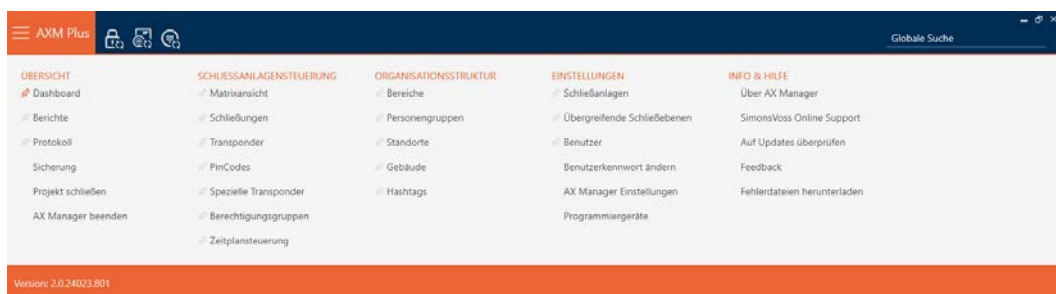 AXM Plus
Globale Suche
ÜBERSICHT
Dashboard
Berichte
Protokoll
Sicherung
Projekt schließen
AX Manager beenden
SCHLIESSANLAGENSTEUERUNG
Matrixansicht
Schließungen
Transponder
PinCodes
Spezielle Transponder
Berechtigungsgruppen
Zeitplansteuerung
ORGANISATIONSSTRUKTUR
Bereiche
Personengruppen
Standorte
Gebäude
Hashtags
EINSTELLUNGEN
Schließanlagen
Übergreifende Schließebenen
Benutzer
Benutzerkennwort ändern
AX Manager Einstellungen
Programmiergeräte
INFO & HILFE
Über AX Manager
SimonsVoss Online Support
Auf Updates überprüfen
Feedback
Fehlerdateien herunterladen
Version: 2.0.24023.801